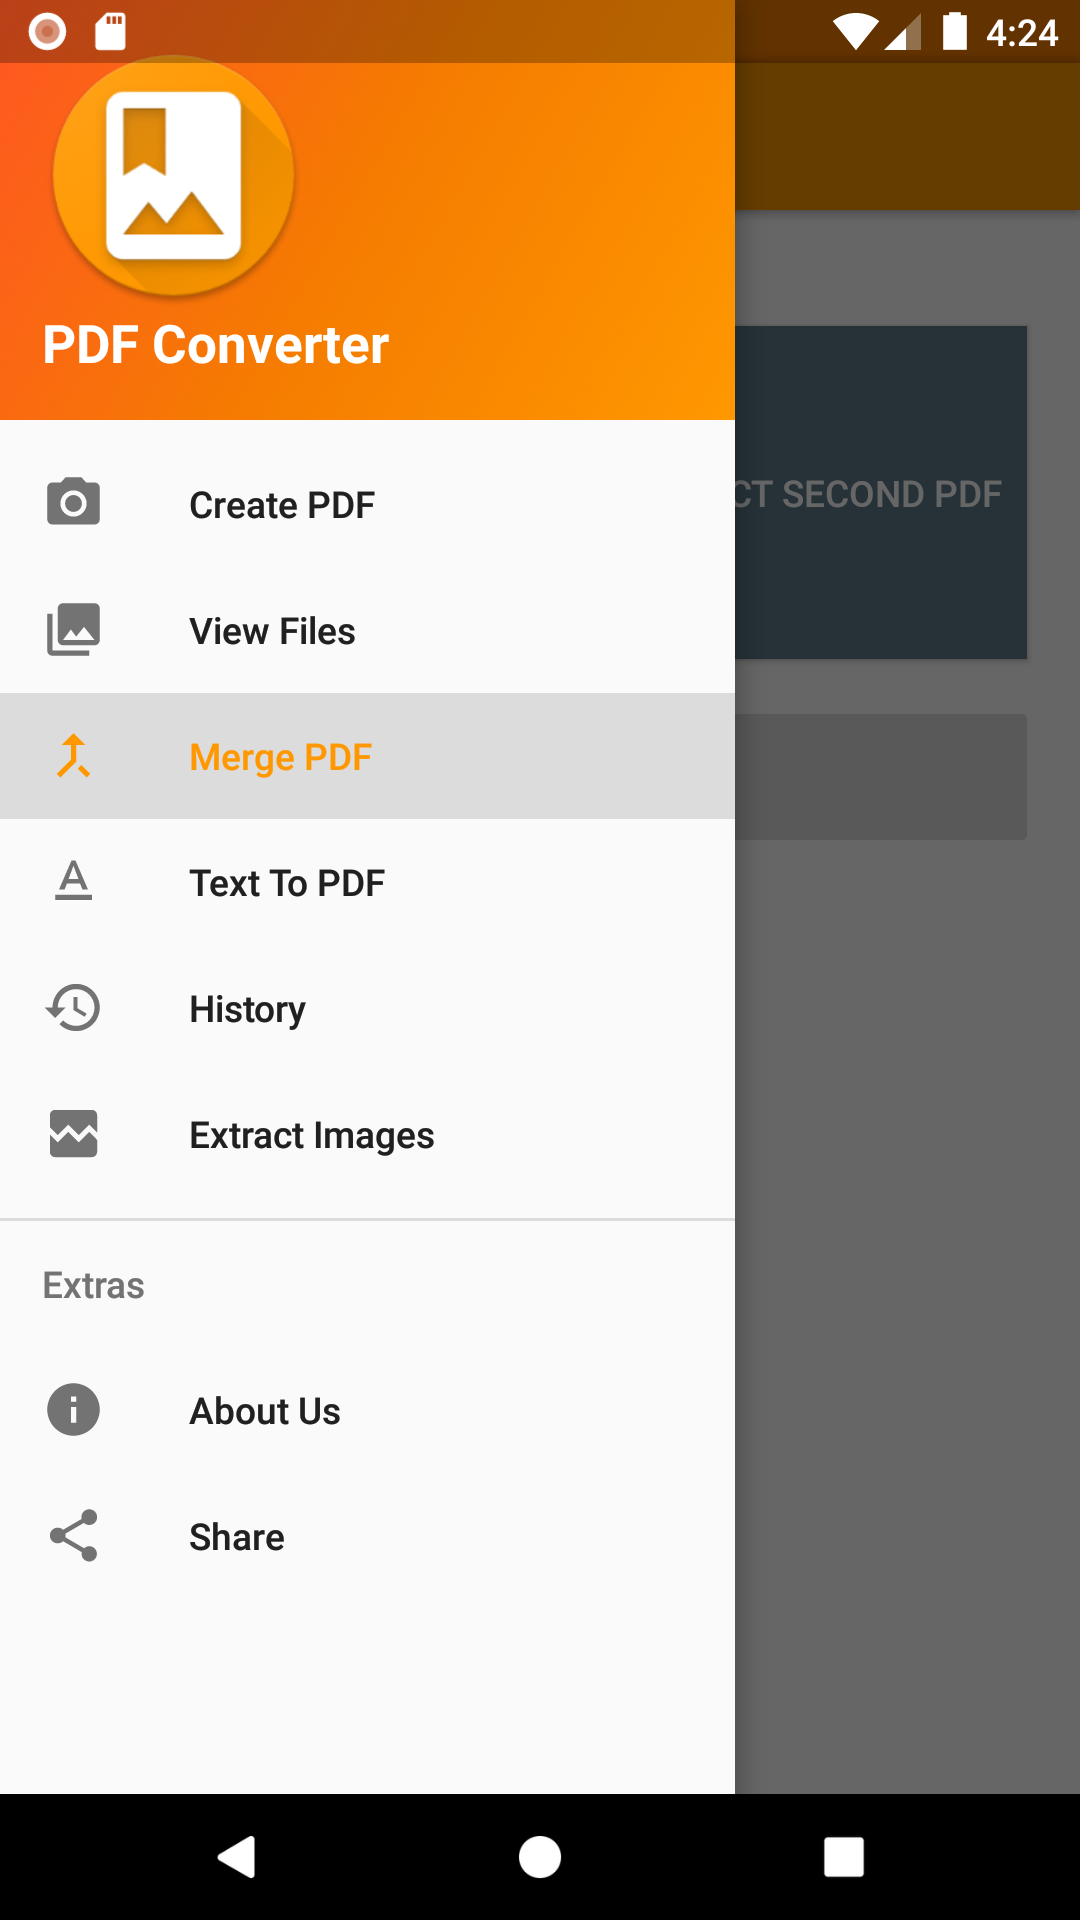 4:24
PDF Converter
Create PDF
CT SECOND PDF
View Files
Merge PDF
Text To PDF
History
Extract Images
Extras
About Us
Share